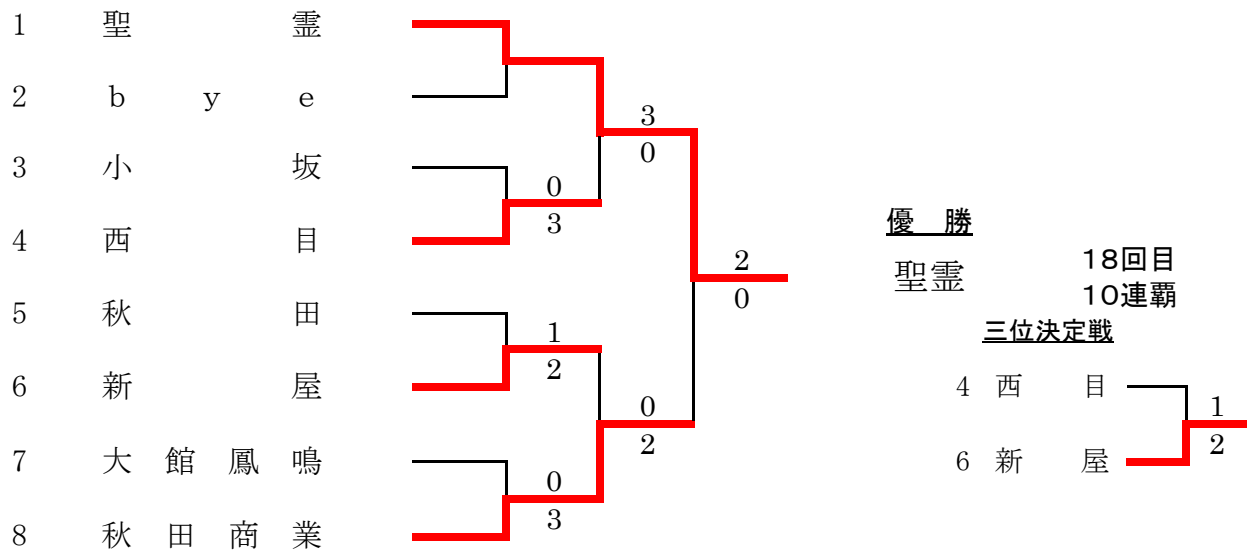 1 聖霊
2 bye
3 小坂
4 西目
5 秋田
6 新屋
7 大館鳳鳴
8 秋田商業
0
3
1
2
0
3
3
0
0
2
2
0
優 勝
聖霊 18回目
10連覇
三位決定戦
4 西目
6 新屋
1
2